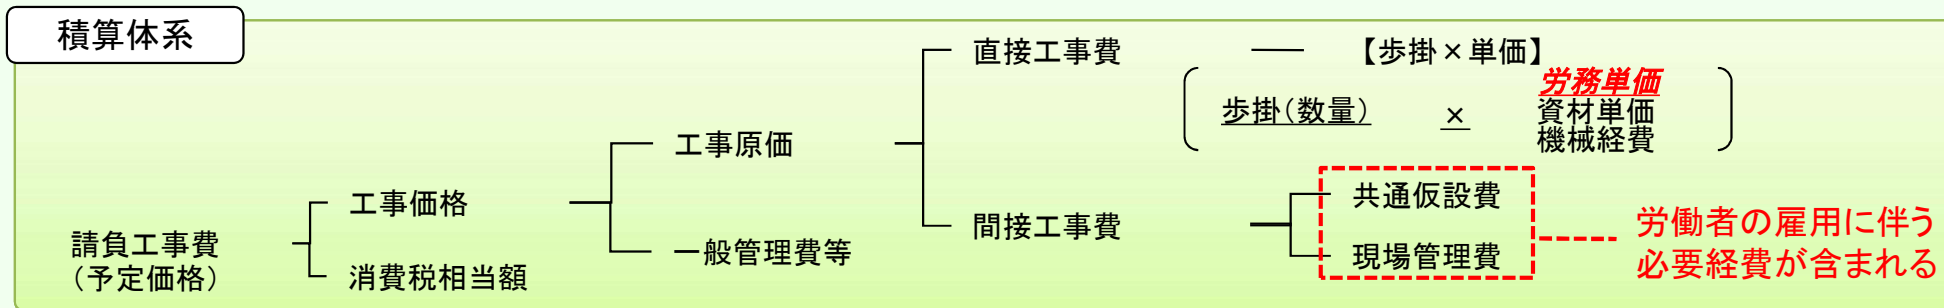 積算体系
直接工事費
【歩掛×単価】
歩掛(数量) × 労務単価
資材単価
機械経費
工事原価
工事価格
共通仮設費
間接工事費
労働者の雇用に伴う
必要経費が含まれる
請負工事費
(予定価格)
一般管理費等
現場管理費
消費税相当額